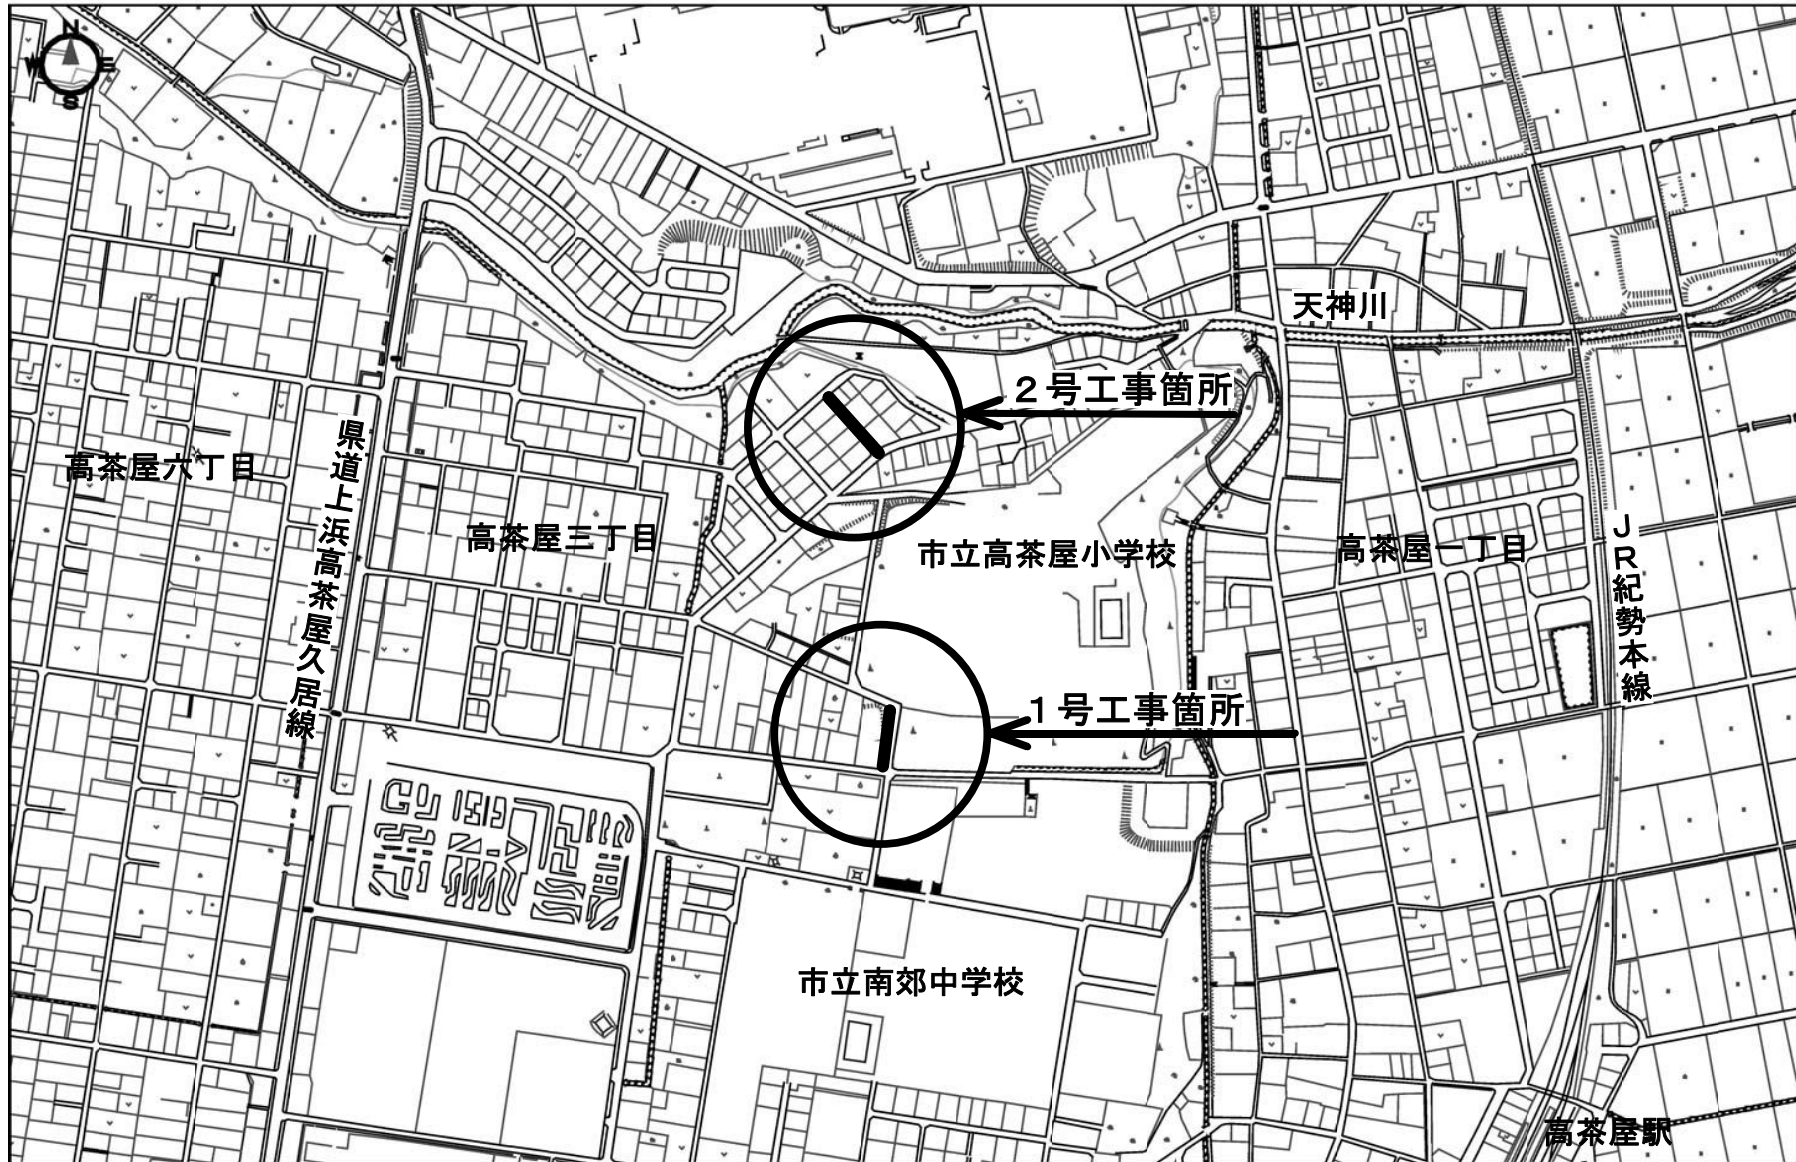 N
W E
S
天神川
２号工事箇所
県道上浜高茶屋久居線
高茶屋六丁目
高茶屋三丁目
市立高茶屋小学校
高茶屋一丁目
ＪＲ紀勢本線
１号工事箇所
市立南郊中学校
高茶屋駅